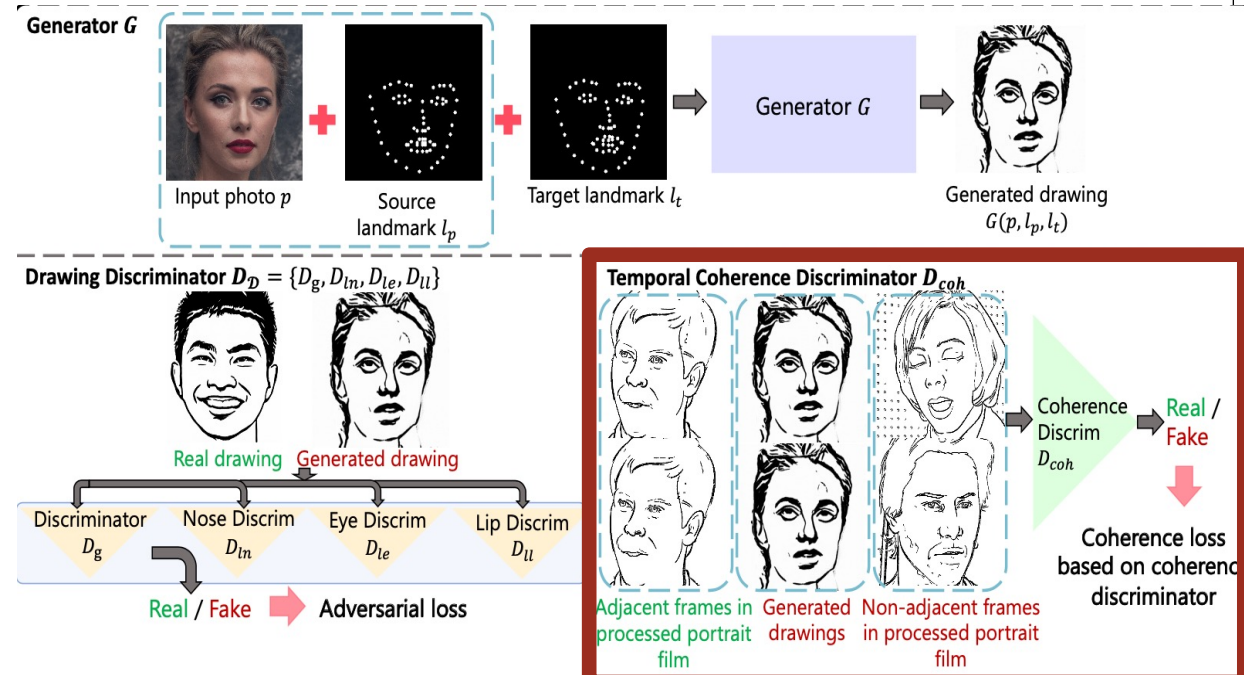 Generator G
Input photo p
Source
landmark l_p
Target landmark l_t
Generator G
Generated drawing
G(p, l_p, l_t)
Drawing Discriminator D_𝒟 = {D_g, D_ln, D_le, D_ll}
Real drawing Generated drawing
Discriminator
D_g
Nose Discrim
D_ln
Eye Discrim
D_le
Lip Discrim
D_ll
Real / Fake
Adversarial loss
Temporal Coherence Discriminator D_coh
Coherence
Discrim
D_coh
Real /
Fake
Coherence loss
based on coherenc
discriminator
Adjacent frames in
processed portrait
film
Generated
drawings
Non-adjacent frames
in processed portrait
film